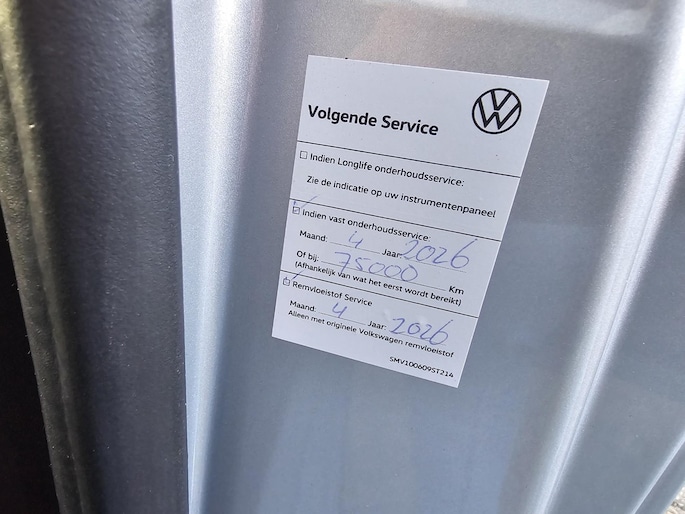 Volgende Service
☐ Indien Longlife onderhoudsservice:
Zie de indicatie op uw instrumentenpaneel
☑ Indien vast onderhoudsservice:
Maand: 4 Jaar: 2026
Of bij: 75000 Km
(Afhankelijk van wat het eerst wordt bereikt)
☑ Remvloeistof Service
Maand: 4 Jaar: 2026
Alleen met originele Volkswagen remvloeistof
SMV100609ST214